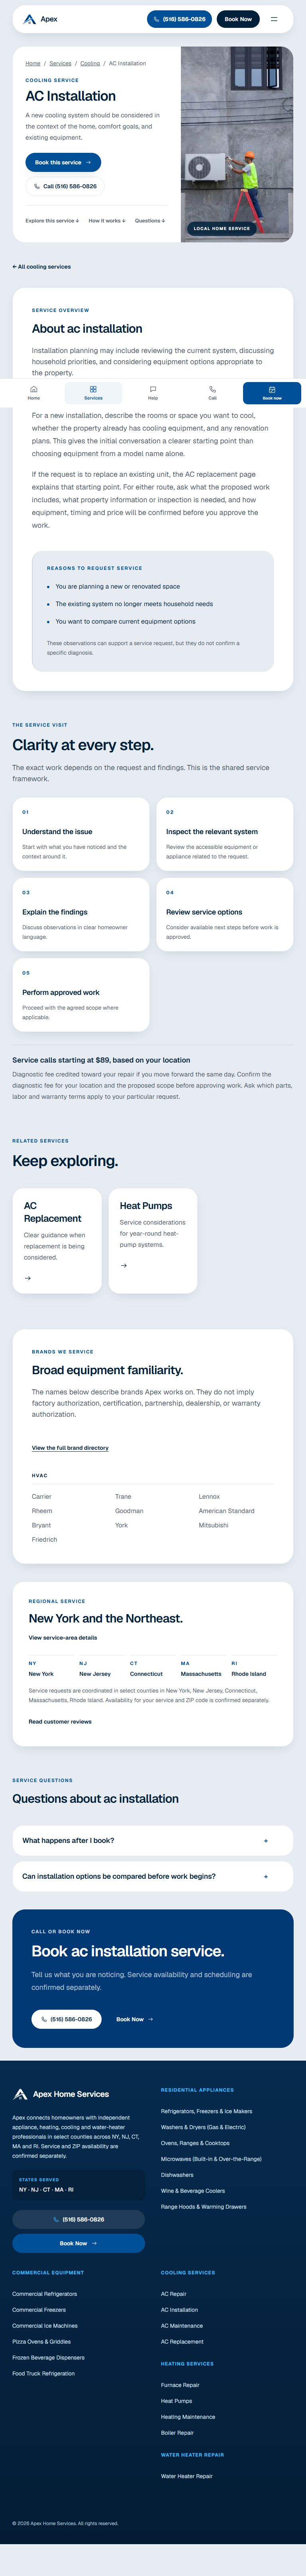 Apex
(516) 586-0826
Book Now
Home / Services / Cooling / AC Installation
COOLING SERVICE
AC Installation
A new cooling system should be considered in
the context of the home, comfort goals, and
existing equipment.
Book this service →
Call (516) 586-0826
Explore this service ↓ How it works ↓ Questions ↓
LOCAL HOME SERVICE
← All cooling services
SERVICE OVERVIEW
About ac installation
Installation planning may include reviewing the current system, discussing
household priorities, and considering equipment options appropriate to
the property.
Home Services Help Call Book now
For a new installation, describe the rooms or space you want to cool,
whether the property already has cooling equipment, and any renovation
plans. This gives the initial conversation a clearer starting point than
choosing equipment from a model name alone.
If the request is to replace an existing unit, the AC replacement page
explains that starting point. For either route, ask what the proposed work
includes, what property information or inspection is needed, and how
equipment, timing and price will be confirmed before you approve the
work.
REASONS TO REQUEST SERVICE
You are planning a new or renovated space
The existing system no longer meets household needs
You want to compare current equipment options
These observations can support a service request, but they do not confirm a
specific diagnosis.
THE SERVICE VISIT
Clarity at every step.
The exact work depends on the request and findings. This is the shared service
framework.
01
Understand the issue
Start with what you have noticed and the
context around it.
02
Inspect the relevant system
Review the accessible equipment or
appliance related to the request.
03
Explain the findings
Discuss observations in clear homeowner
language.
04
Review service options
Consider available next steps before work is
approved.
05
Perform approved work
Proceed with the agreed scope where
applicable.
Service calls starting at $89, based on your location
Diagnostic fee credited toward your repair if you move forward the same day. Confirm the
diagnostic fee for your location and the proposed scope before approving work. Ask which parts,
labor and warranty terms apply to your particular request.
RELATED SERVICES
Keep exploring.
AC
Replacement
Clear guidance when
replacement is being
considered.
→
Heat Pumps
Service considerations
for year-round heat-
pump systems.
→
BRANDS WE SERVICE
Broad equipment familiarity.
The names below describe brands Apex works on. They do not imply
factory authorization, certification, partnership, dealership, or warranty
authorization.
View the full brand directory
HVAC
Carrier Trane Lennox
Rheem Goodman American Standard
Bryant York Mitsubishi
Friedrich
REGIONAL SERVICE
New York and the Northeast.
View service-area details
NY NJ CT MA RI
New York New Jersey Connecticut Massachusetts Rhode Island
Service requests are coordinated in select counties in New York, New Jersey, Connecticut,
Massachusetts, Rhode Island. Availability for your service and ZIP code is confirmed separately.
Read customer reviews
SERVICE QUESTIONS
Questions about ac installation
What happens after I book? +
Can installation options be compared before work begins? +
CALL OR BOOK NOW
Book ac installation service.
Tell us what you are noticing. Service availability and scheduling are
confirmed separately.
(516) 586-0826
Book Now →
Apex Home Services
Apex connects homeowners with independent
appliance, heating, cooling and water-heater
professionals in select counties across NY, NJ, CT,
MA and RI. Service and ZIP availability are
confirmed separately.
STATES SERVED
NY · NJ · CT · MA · RI
(516) 586-0826
Book Now →
RESIDENTIAL APPLIANCES
Refrigerators, Freezers & Ice Makers
Washers & Dryers (Gas & Electric)
Ovens, Ranges & Cooktops
Microwaves (Built-in & Over-the-Range)
Dishwashers
Wine & Beverage Coolers
Range Hoods & Warming Drawers
COMMERCIAL EQUIPMENT
Commercial Refrigerators
Commercial Freezers
Commercial Ice Machines
Pizza Ovens & Griddles
Frozen Beverage Dispensers
Food Truck Refrigeration
COOLING SERVICES
AC Repair
AC Installation
AC Maintenance
AC Replacement
HEATING SERVICES
Furnace Repair
Heat Pumps
Heating Maintenance
Boiler Repair
WATER HEATER REPAIR
Water Heater Repair
© 2026 Apex Home Services. All rights reserved.